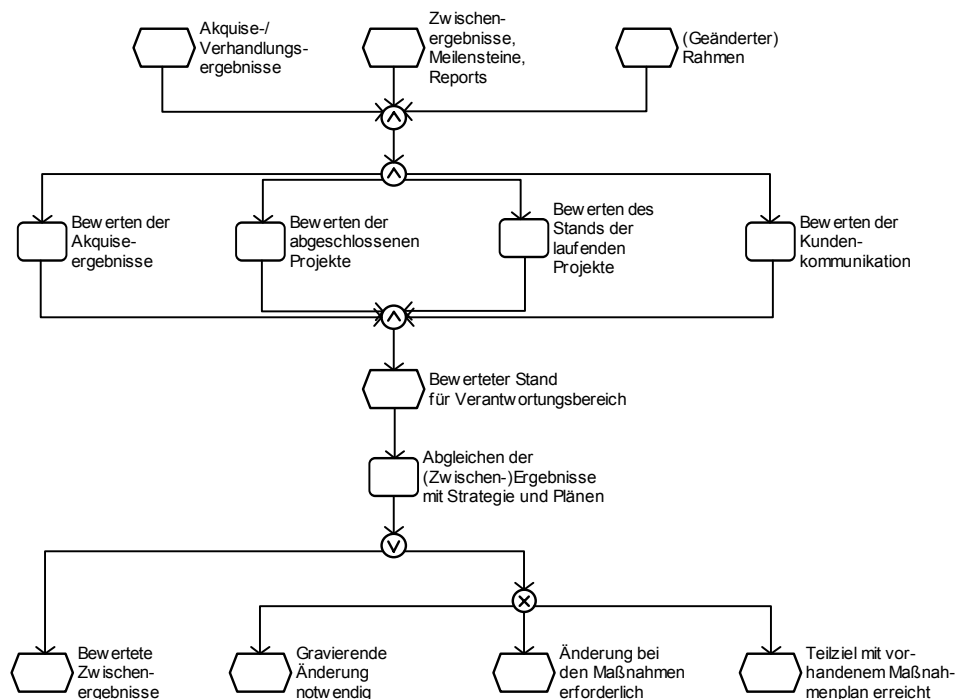 Akquise-/
Verhandlungs-
ergebnisse
Zwischen-
ergebnisse,
Meilensteine,
Reports
(Geänderter)
Rahmen
Bewerten der
Akquise-
ergebnisse
Bewerten der
abgeschlossenen
Projekte
Bewerten des
Stands der
laufenden
Projekte
Bewerten der
Kunden-
kommunikation
Bewerteter Stand
für Verantwortungsbereich
Abgleichen der
(Zwischen-)Ergebnisse
mit Strategie und Plänen
Bewertete
Zwischen-
ergebnisse
Gravierende
Änderung
notwendig
Änderung bei
den Maßnahmen
erforderlich
Teilziel mit vor-
handenem Maßnah-
menplan erreicht